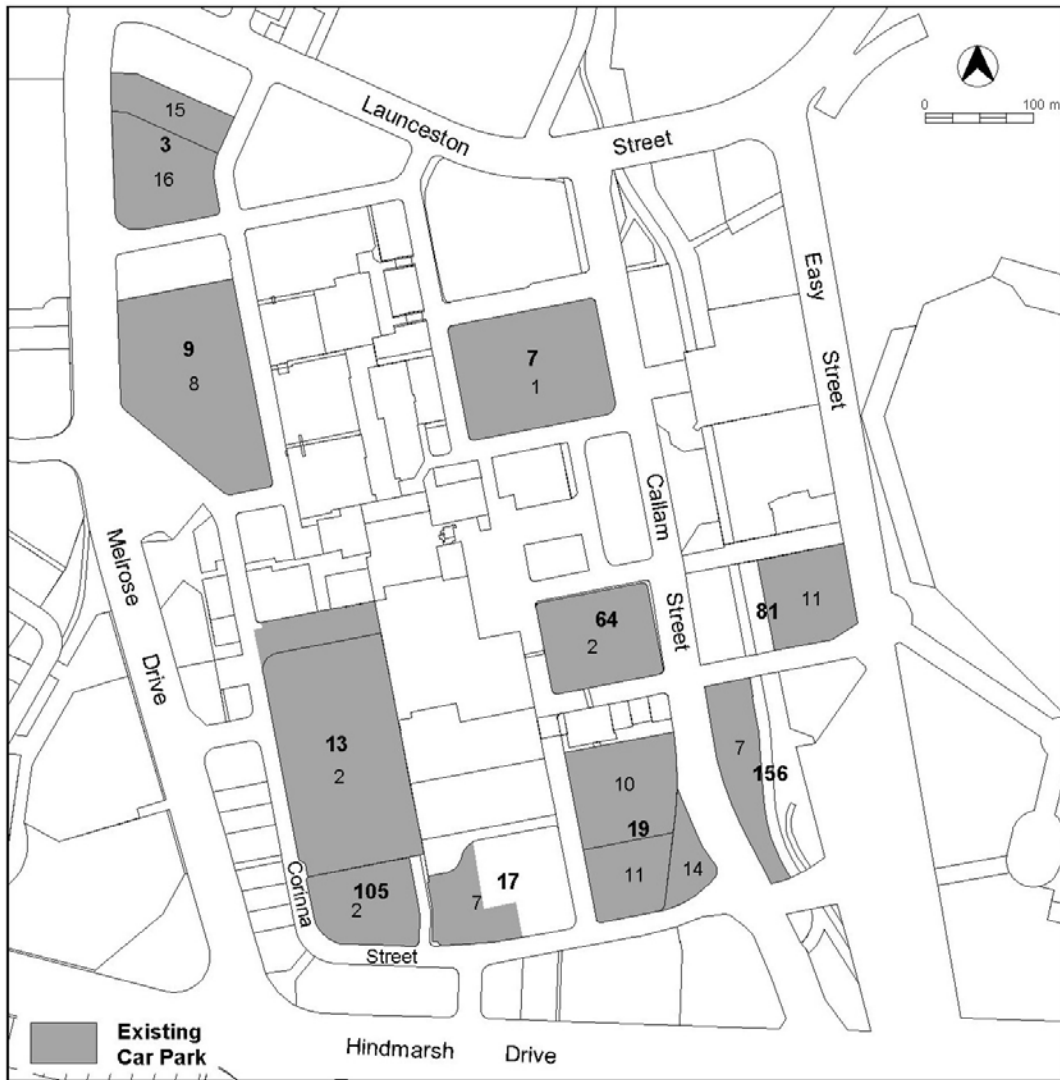 0 100 m
15
3
16
Launceston
Street
Easy
Street
9
8
7
1
Callam
Street
Melrose
Drive
64
2
81
11
13
2
7
156
10
19
11
14
17
7
105
2
Corinna
Street
Existing
Car Park
Hindmarsh Drive